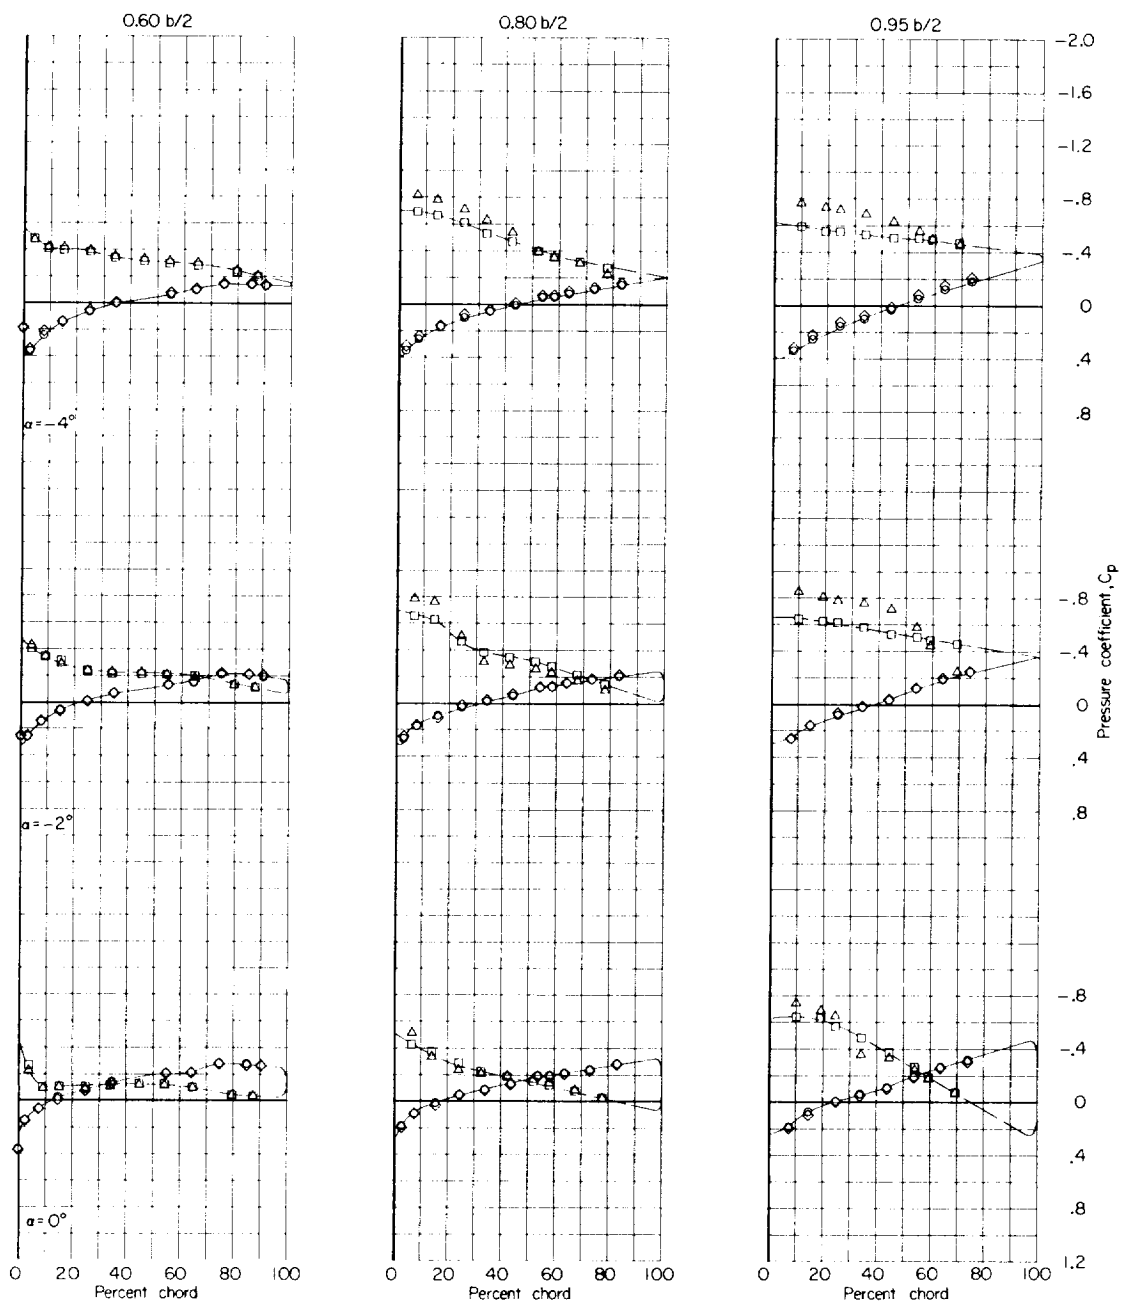 0.60 b/2
0.80 b/2
0.95 b/2
-2.0
-1.6
-1.2
-.8
-.4
0
.4
.8
α=-4°
-.8
-.4
0
.4
.8
α=-2°
Pressure coefficient, Cp
-.8
-.4
0
.4
.8
1.2
α=0°
0 20 40 60 80 100
0 20 40 60 80 100
0 20 40 60 80 100
Percent chord
Percent chord
Percent chord